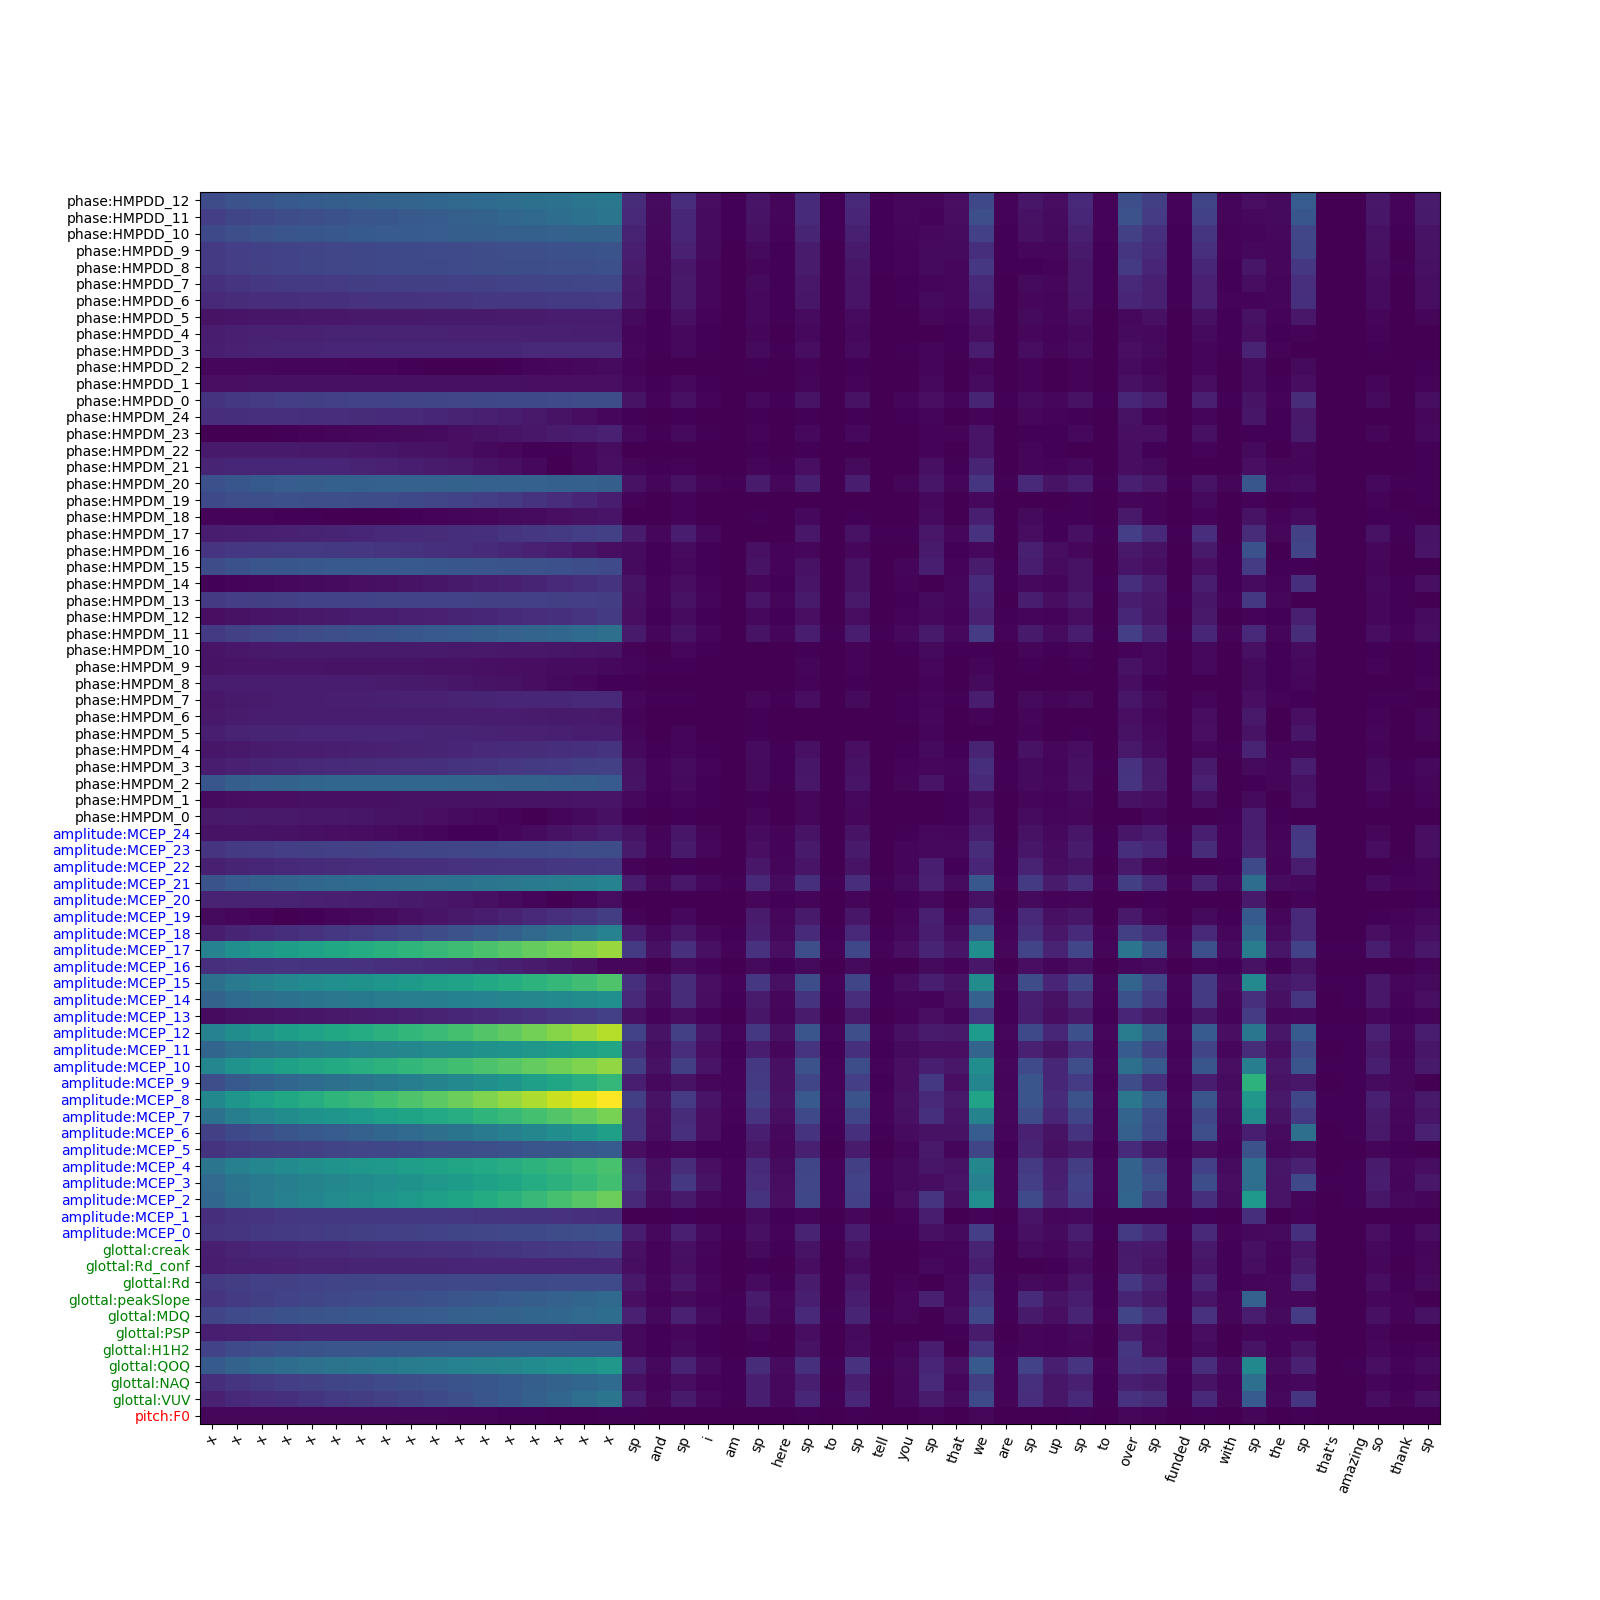 phase:HMPDD_12
phase:HMPDD_11
phase:HMPDD_10
phase:HMPDD_9
phase:HMPDD_8
phase:HMPDD_7
phase:HMPDD_6
phase:HMPDD_5
phase:HMPDD_4
phase:HMPDD_3
phase:HMPDD_2
phase:HMPDD_1
phase:HMPDD_0
phase:HMPDM_24
phase:HMPDM_23
phase:HMPDM_22
phase:HMPDM_21
phase:HMPDM_20
phase:HMPDM_19
phase:HMPDM_18
phase:HMPDM_17
phase:HMPDM_16
phase:HMPDM_15
phase:HMPDM_14
phase:HMPDM_13
phase:HMPDM_12
phase:HMPDM_11
phase:HMPDM_10
phase:HMPDM_9
phase:HMPDM_8
phase:HMPDM_7
phase:HMPDM_6
phase:HMPDM_5
phase:HMPDM_4
phase:HMPDM_3
phase:HMPDM_2
phase:HMPDM_1
phase:HMPDM_0
amplitude:MCEP_24
amplitude:MCEP_23
amplitude:MCEP_22
amplitude:MCEP_21
amplitude:MCEP_20
amplitude:MCEP_19
amplitude:MCEP_18
amplitude:MCEP_17
amplitude:MCEP_16
amplitude:MCEP_15
amplitude:MCEP_14
amplitude:MCEP_13
amplitude:MCEP_12
amplitude:MCEP_11
amplitude:MCEP_10
amplitude:MCEP_9
amplitude:MCEP_8
amplitude:MCEP_7
amplitude:MCEP_6
amplitude:MCEP_5
amplitude:MCEP_4
amplitude:MCEP_3
amplitude:MCEP_2
amplitude:MCEP_1
amplitude:MCEP_0
glottal:creak
glottal:Rd_conf
glottal:Rd
glottal:peakSlope
glottal:MDQ
glottal:PSP
glottal:H1H2
glottal:QOQ
glottal:NAQ
glottal:VUV
pitch:F0
x x x x x x x x x x x x x x x x x sp and sp i am sp here sp to sp tell you sp that we are sp up sp to over sp funded sp with sp the sp that's amazing so thank sp